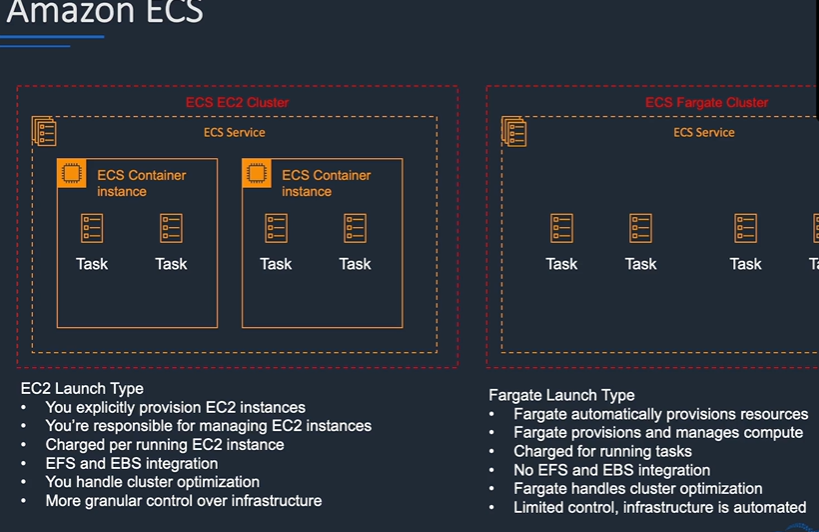 Amazon ECS
ECS EC2 Cluster
ECS Service
ECS Container
instance
ECS Container
instance
Task
Task
Task
Task
EC2 Launch Type
• You explicitly provision EC2 instances
• You're responsible for managing EC2 instances
• Charged per running EC2 instance
• EFS and EBS integration
• You handle cluster optimization
• More granular control over infrastructure
ECS Fargate Cluster
ECS Service
Task
Task
Task
Fargate Launch Type
• Fargate automatically provisions resources
• Fargate provisions and manages compute
• Charged for running tasks
• No EFS and EBS integration
• Fargate handles cluster optimization
• Limited control, infrastructure is automated